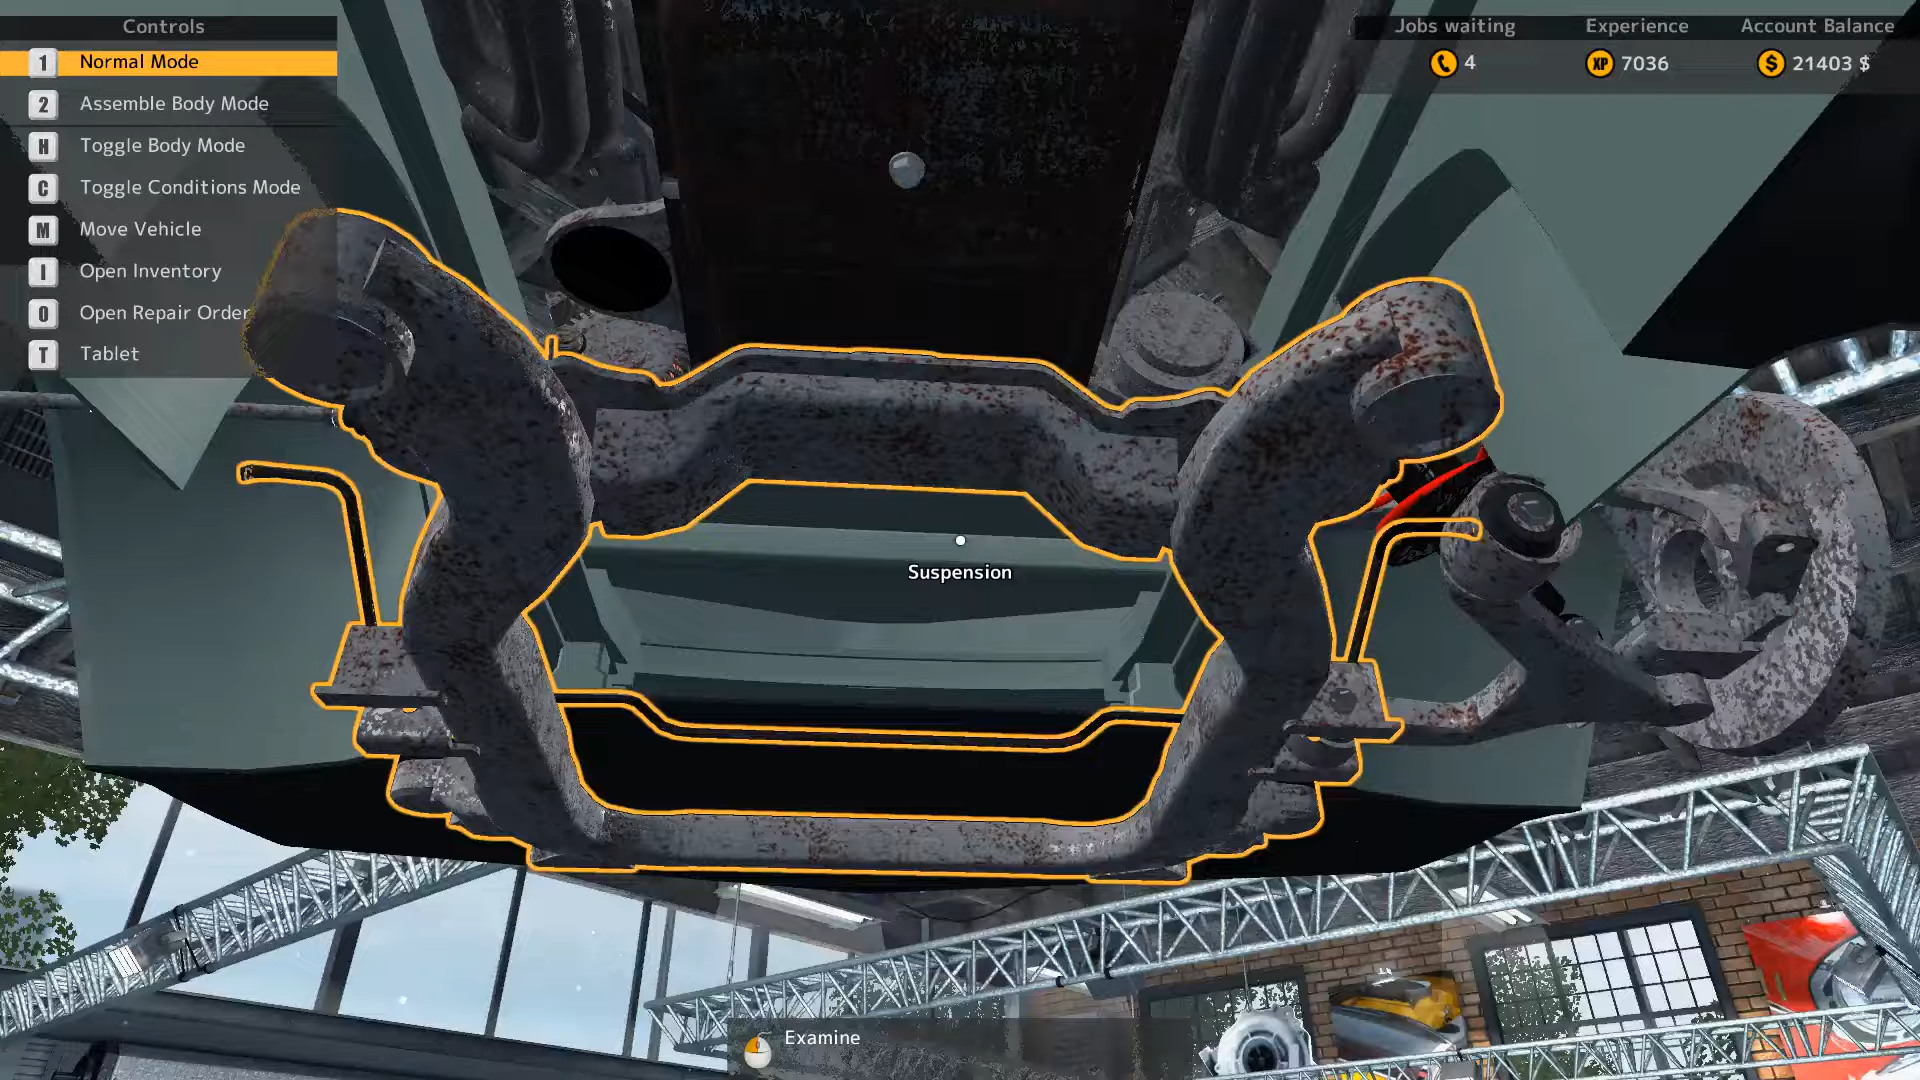 Controls
1 Normal Mode
2 Assemble Body Mode
H Toggle Body Mode
C Toggle Conditions Mode
M Move Vehicle
I Open Inventory
O Open Repair Order
T Tablet
Jobs waiting Experience Account Balance
4 XP 7036 $ 21403 $
Suspension
Examine